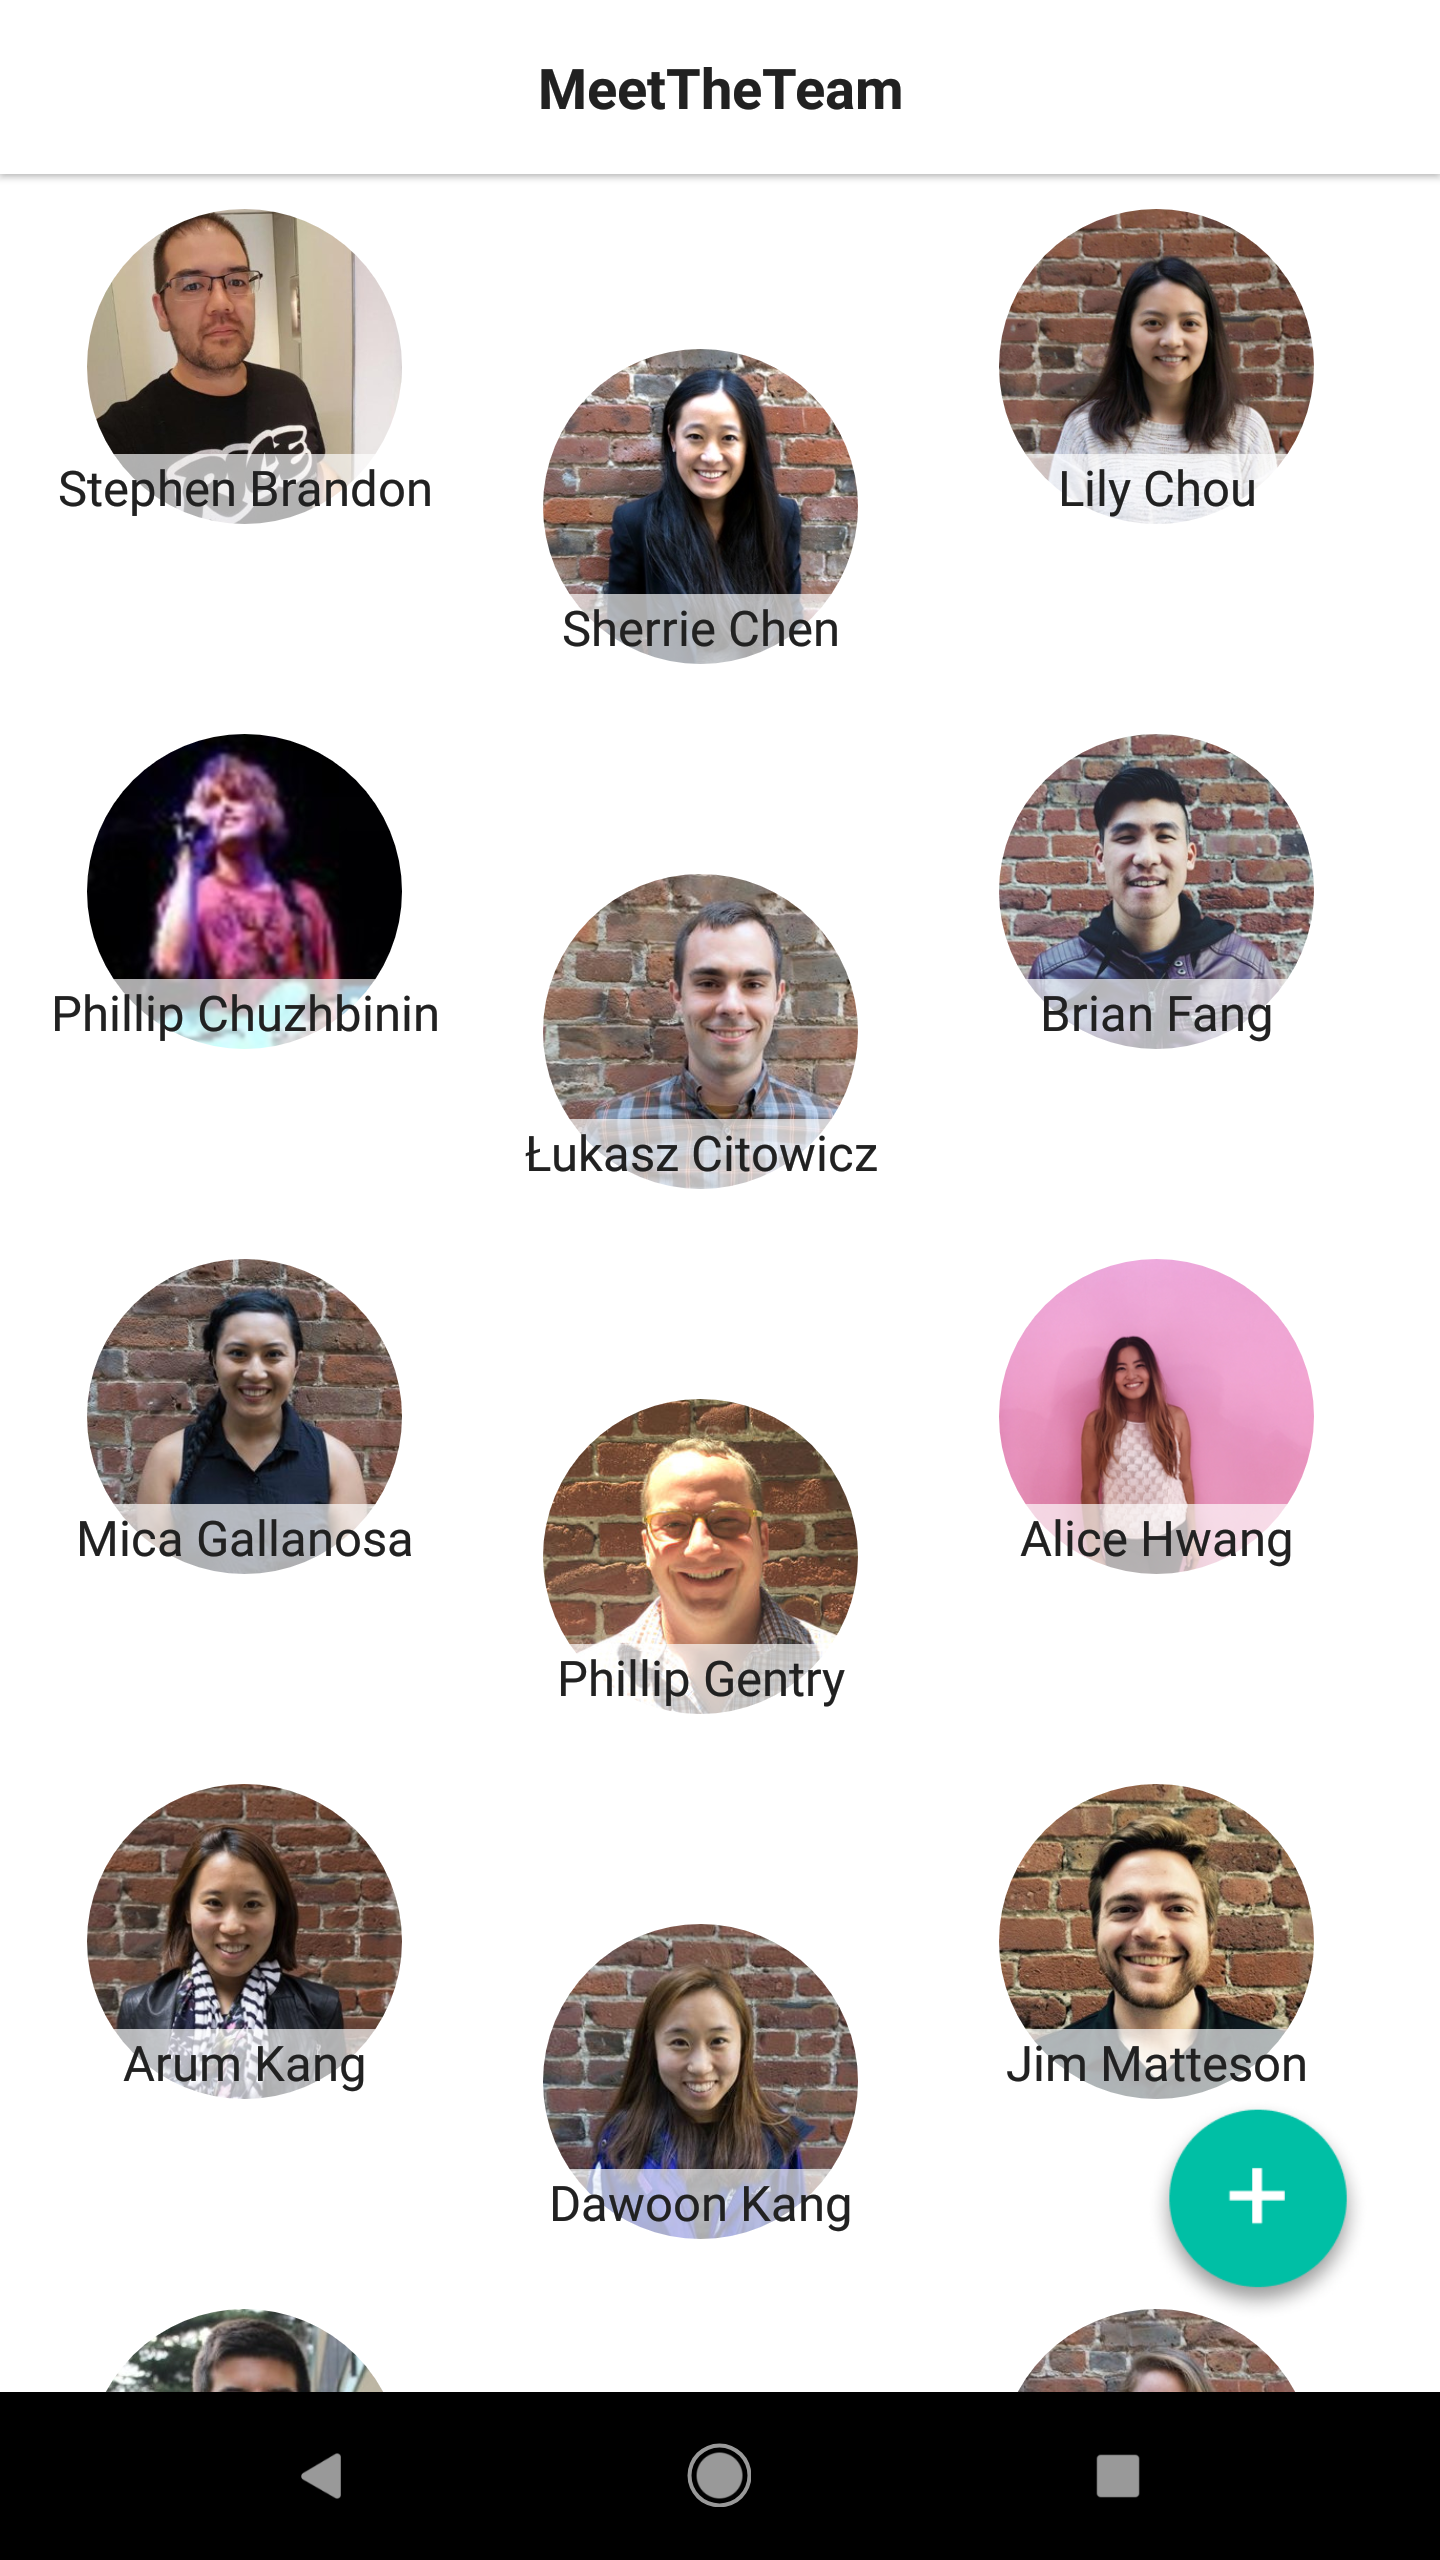 MeetTheTeam
Stephen Brandon
Lily Chou
Sherrie Chen
Phillip Chuzhbinin
Brian Fang
Łukasz Citowicz
Mica Gallanosa
Alice Hwang
Phillip Gentry
Arum Kang
Jim Matteson
Dawoon Kang